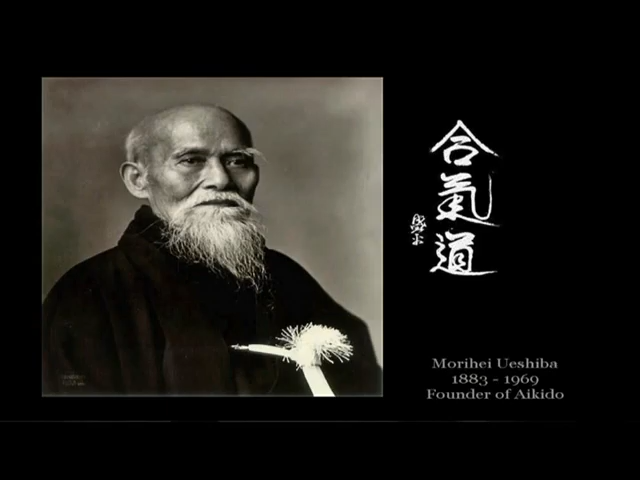 合氣道
Morihei Ueshiba
1883 - 1969
Founder of Aikido